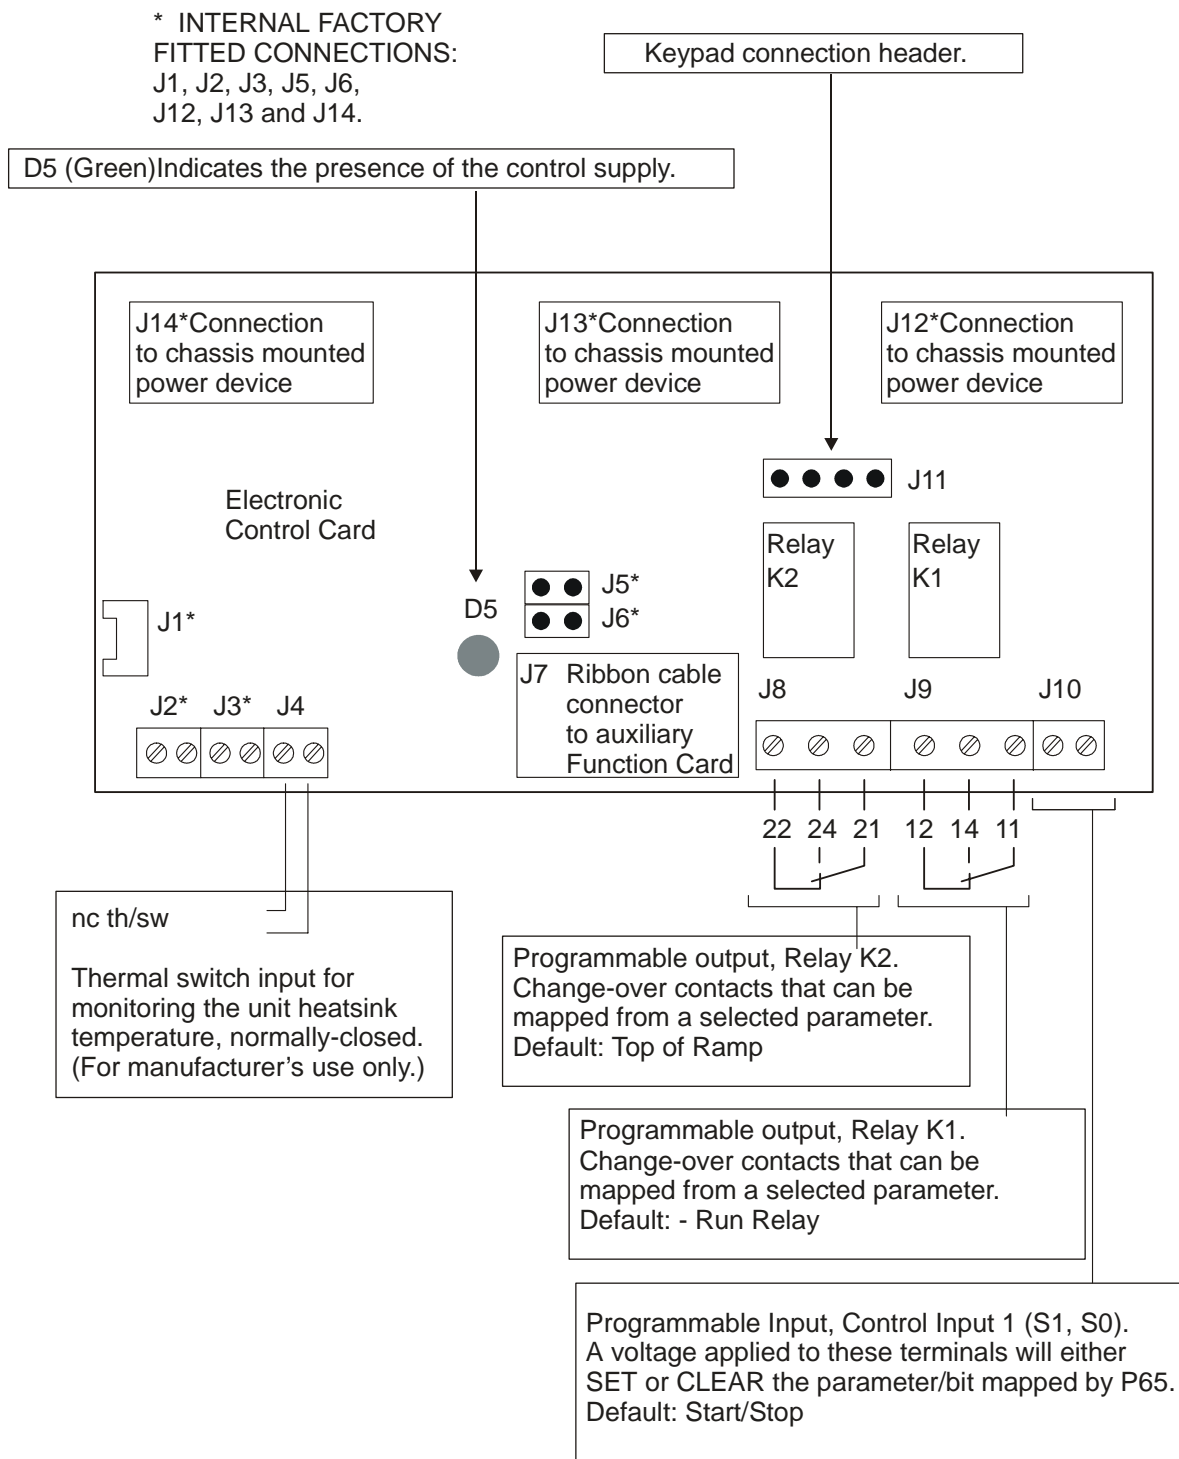 * INTERNAL FACTORY
FITTED CONNECTIONS:
J1, J2, J3, J5, J6,
J12, J13 and J14.
Keypad connection header.
D5 (Green)Indicates the presence of the control supply.
J14*Connection
to chassis mounted
power device
J13*Connection
to chassis mounted
power device
J12*Connection
to chassis mounted
power device
J11
Electronic
Control Card
Relay
K2
Relay
K1
J5*
D5
J6*
J1*
J7 Ribbon cable
connector
to auxiliary
Function Card
J8 J9 J10
J2* J3* J4
22 24 21 12 14 11
nc th/sw
Thermal switch input for
monitoring the unit heatsink
temperature, normally-closed.
(For manufacturer’s use only.)
Programmable output, Relay K2.
Change-over contacts that can be
mapped from a selected parameter.
Default: Top of Ramp
Programmable output, Relay K1.
Change-over contacts that can be
mapped from a selected parameter.
Default: - Run Relay
Programmable Input, Control Input 1 (S1, S0).
A voltage applied to these terminals will either
SET or CLEAR the parameter/bit mapped by P65.
Default: Start/Stop